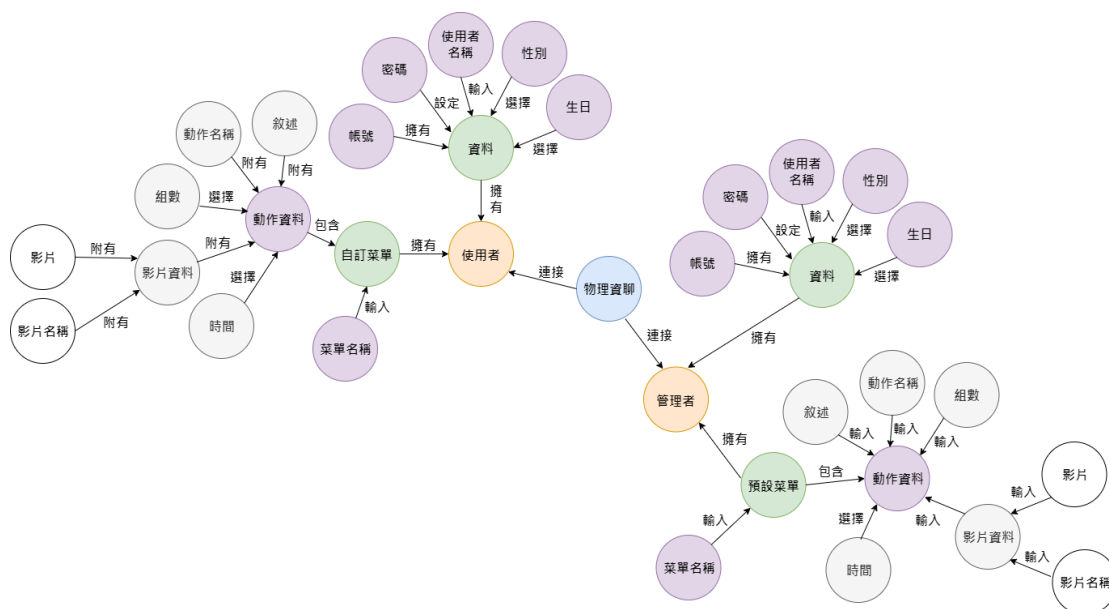 使用者
名稱
性別
密碼
生日
設定
輸入
選擇
帳號
擁有
選擇
資料
擁
有
敘述
動作名稱
附有
附有
組數
選擇
動作資料
包含
自訂菜單
擁有
使用者
影片
附有
影片資料
附有
選擇
影片名稱
附有
時間
輸入
菜單名稱
連接
物理資聊
連接
使用者
名稱
性別
密碼
生日
設定
輸入
選擇
帳號
擁有
選擇
資料
擁有
管理者
擁有
預設菜單
包含
輸入
菜單名稱
敘述
動作名稱
組數
輸入
輸入
輸入
動作資料
選擇
時間
輸入
影片資料
輸入
影片
輸入
影片名稱